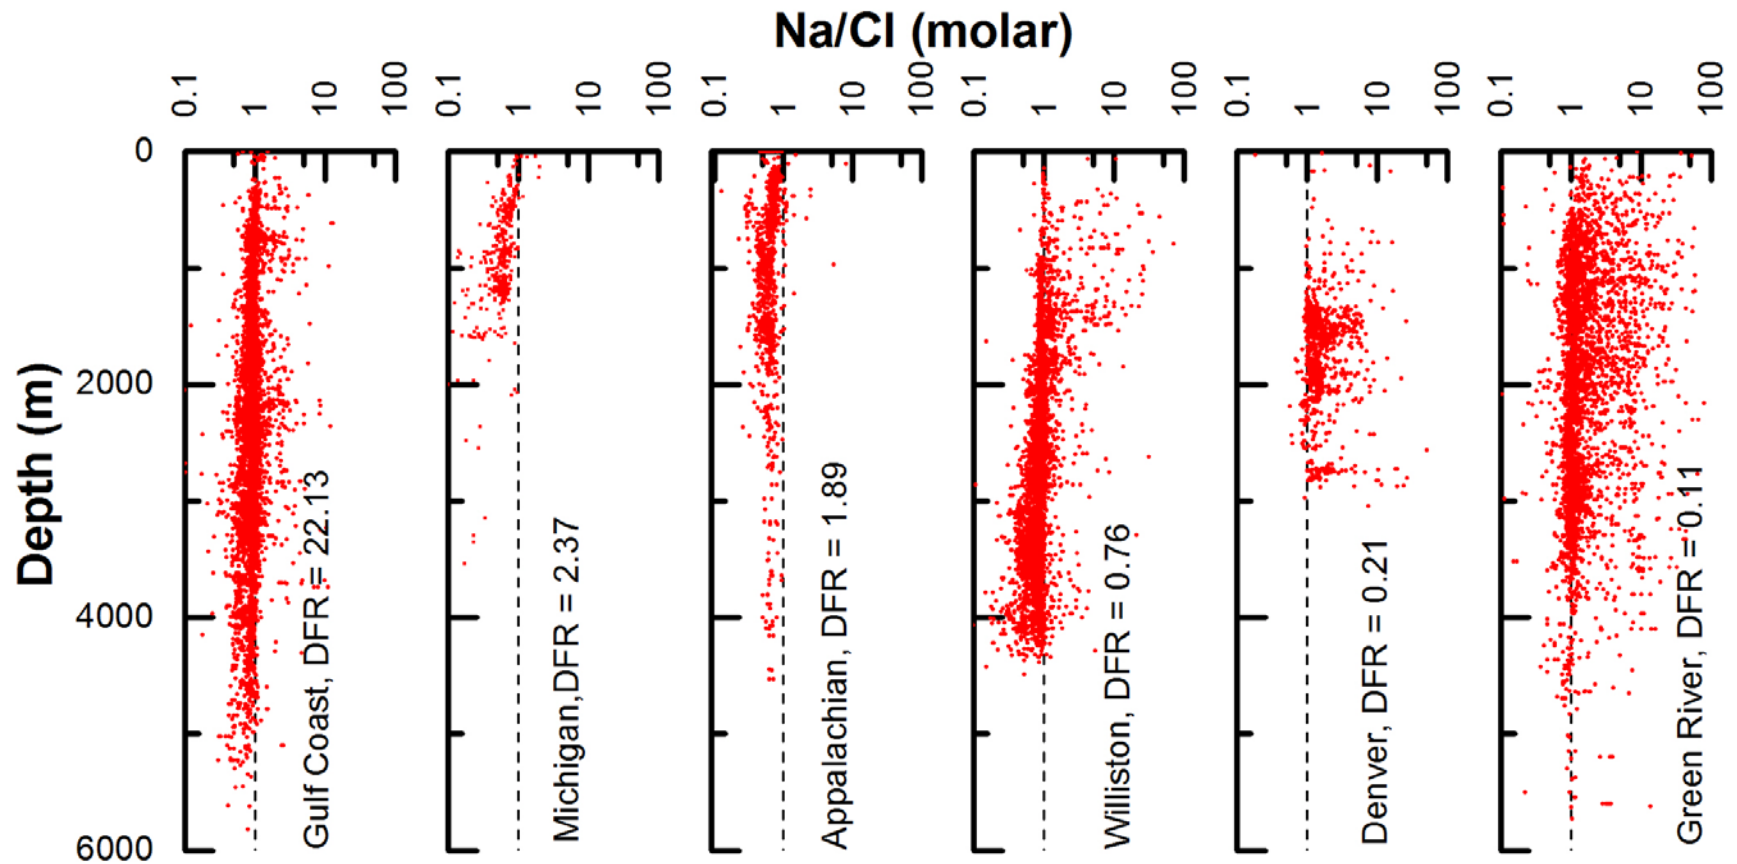 Na/Cl (molar)
0.1 1 10 100
0.1 1 10 100
0.1 1 10 100
0.1 1 10 100
0.1 1 10 100
0.1 1 10 100
Depth (m)
0
2000
4000
6000
Gulf Coast, DFR = 22.13
Michigan,DFR = 2.37
Appalachian, DFR = 1.89
Williston, DFR = 0.76
Denver, DFR = 0.21
Green River, DFR = 0.11